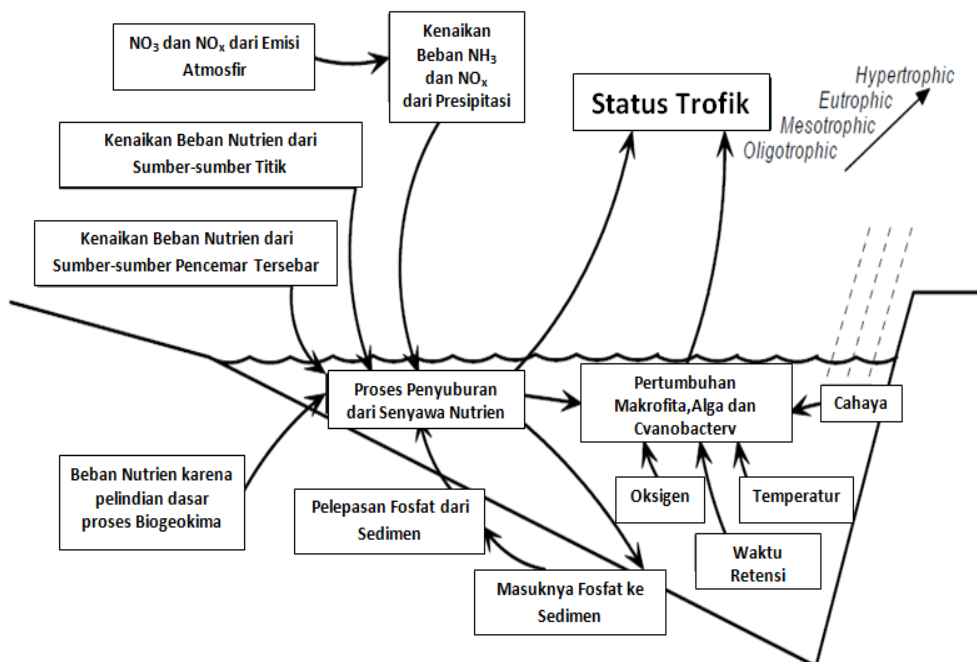 NO₃ dan NOₓ dari Emisi
Atmosfir
Kenaikan
Beban NH₃
dan NOₓ
dari Presipitasi
Status Trofik
Hypertrophic
Eutrophic
Mesotrophic
Oligotrophic
Kenaikan Beban Nutrien dari
Sumber-sumber Titik
Kenaikan Beban Nutrien dari
Sumber-sumber Pencemar Tersebar
Proses Penyuburan
dari Senyawa Nutrien
Pertumbuhan
Makrofita,Alga dan
Cvanobacterv
Cahaya
Beban Nutrien karena
pelindian dasar
proses Biogeokima
Pelepasan Fosfat dari
Sedimen
Oksigen
Temperatur
Waktu
Retensi
Masuknya Fosfat ke
Sedimen